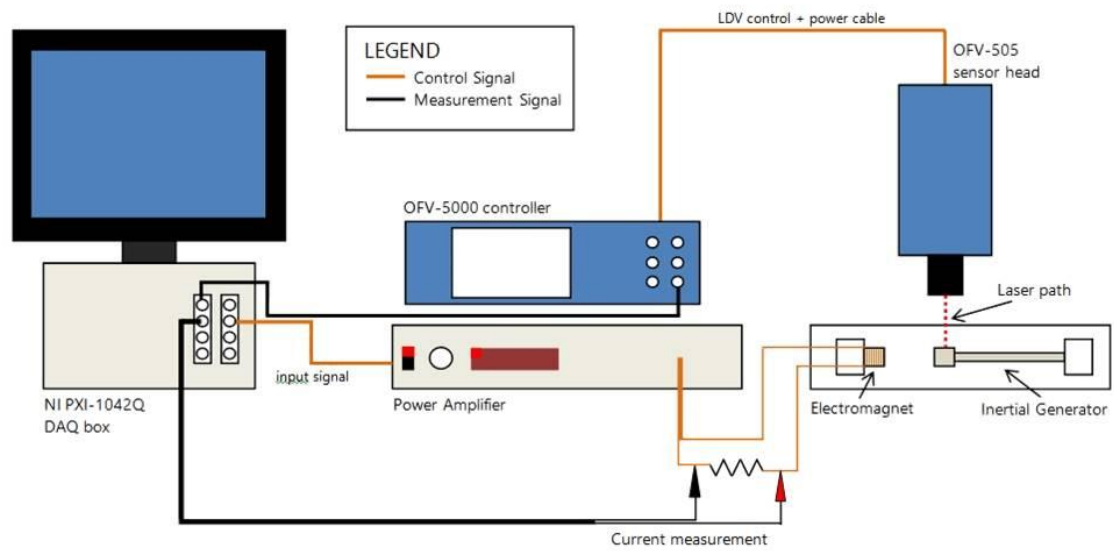 LDV control + power cable
LEGEND
Control Signal
Measurement Signal
OFV-505
sensor head
OFV-5000 controller
Laser path
input signal
NI PXI-1042Q
DAQ box
Power Amplifier
Electromagnet
Inertial Generator
Current measurement